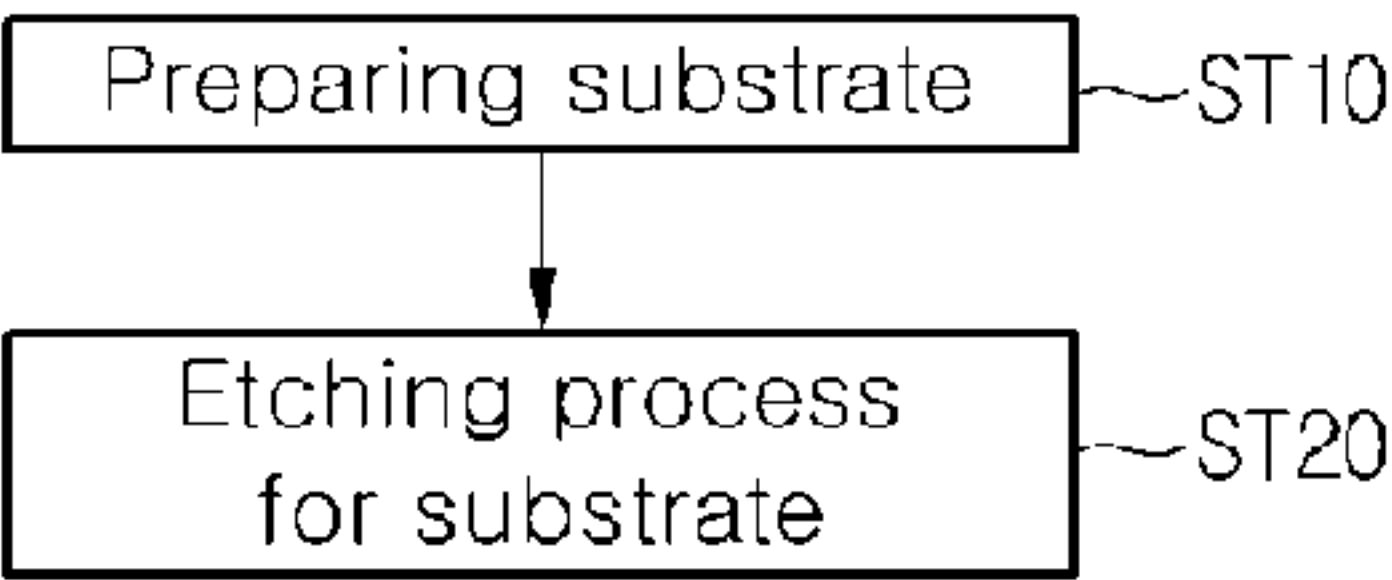 Preparing substrate
ST10
Etching process
for substrate
ST20